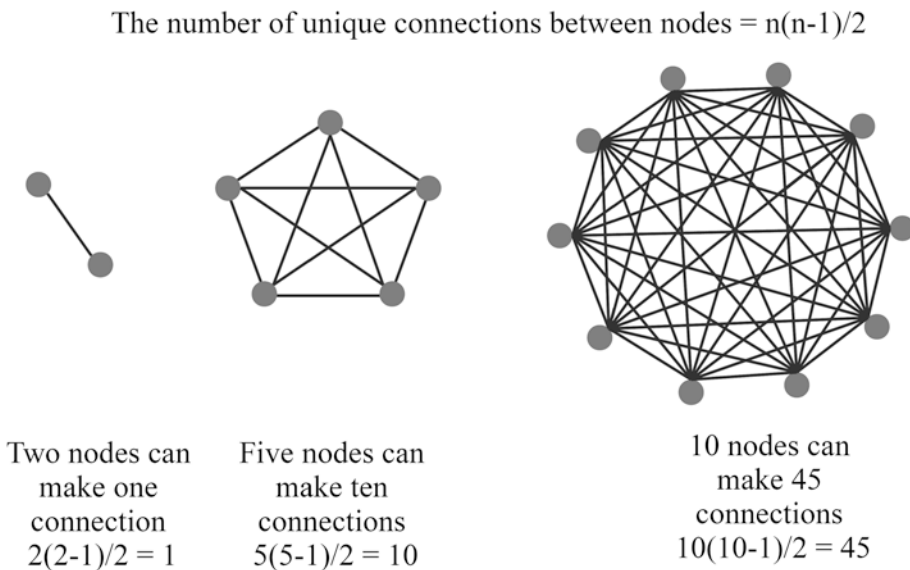 The number of unique connections between nodes = n(n-1)/2
Two nodes can
make one
connection
2(2-1)/2 = 1
Five nodes can
make ten
connections
5(5-1)/2 = 10
10 nodes can
make 45
connections
10(10-1)/2 = 45